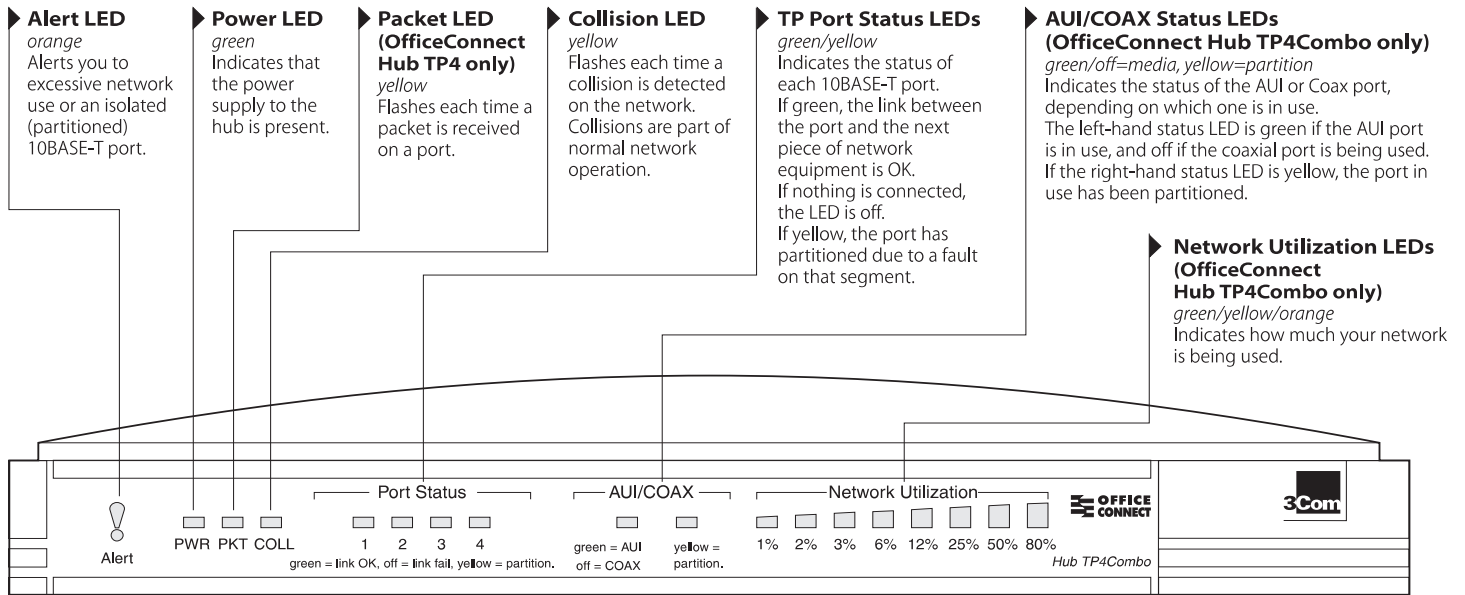 Alert LED
orange
Alerts you to
excessive network
use or an isolated
(partitioned)
10BASE-T port.
Power LED
green
Indicates that
the power
supply to the
hub is present.
Packet LED
(OfficeConnect
Hub TP4 only)
yellow
Flashes each time a
packet is received
on a port.
Collision LED
yellow
Flashes each time a
collision is detected
on the network.
Collisions are part of
normal network
operation.
TP Port Status LEDs
green/yellow
Indicates the status of
each 10BASE-T port.
If green, the link between
the port and the next
piece of network
equipment is OK.
If nothing is connected,
the LED is off.
If yellow, the port has
partitioned due to a fault
on that segment.
AUI/COAX Status LEDs
(OfficeConnect Hub TP4Combo only)
green/off=media, yellow=partition
Indicates the status of the AUI or Coax port,
depending on which one is in use.
The left-hand status LED is green if the AUI port
is in use, and off if the coaxial port is being used.
If the right-hand status LED is yellow, the port in
use has been partitioned.
Network Utilization LEDs
(OfficeConnect
Hub TP4Combo only)
green/yellow/orange
Indicates how much your network
is being used.
Alert
PWR PKT COLL
Port Status
1 2 3 4
green = link OK, off = link fail, yellow = partition.
AUI/COAX
green = AUI
off = COAX
yellow =
partition.
Network Utilization
1% 2% 3% 6% 12% 25% 50% 80%
OFFICE
CONNECT
Hub TP4Combo
3Com